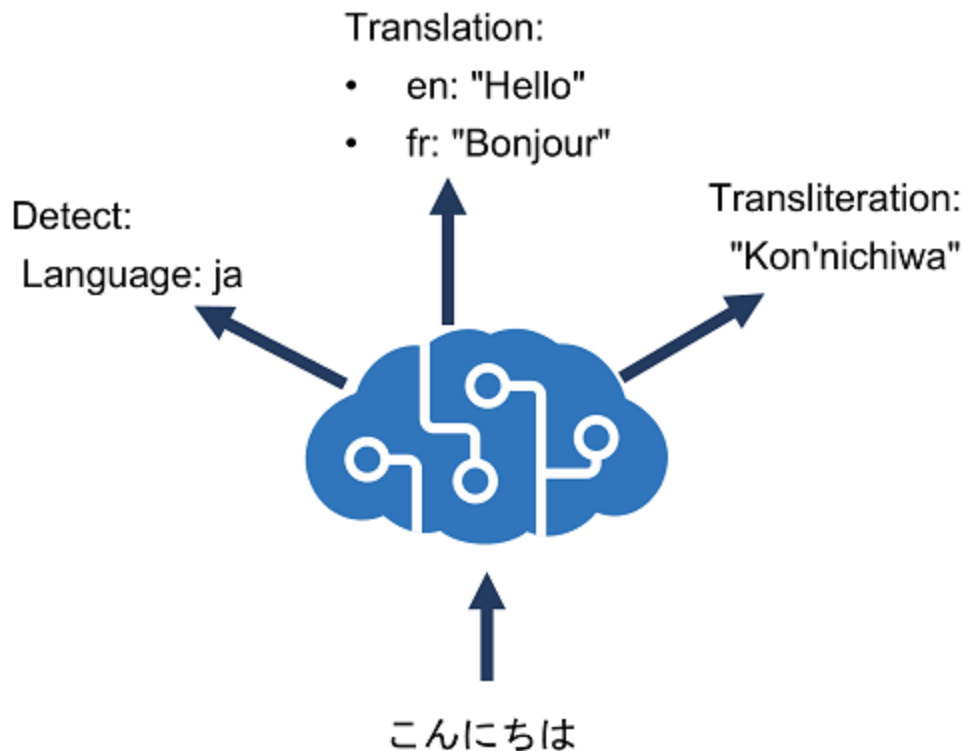 Translation:
• en: "Hello"
• fr: "Bonjour"
Detect:
Language: ja
Transliteration:
"Kon'nichiwa"
こんにちは